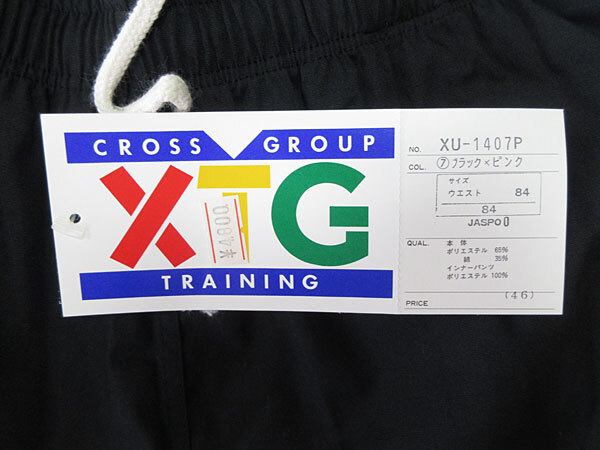 CROSS GROUP
XTG
¥4,800
TRAINING
NO. XU-1407P
COL. ⑦ブラック×ピンク
サイズ
ウエスト 84
84
JASPO
QUAL. 本体
ポリエステル 65%
綿 35%
インナーパンツ
ポリエステル 100%
(46)
PRICE